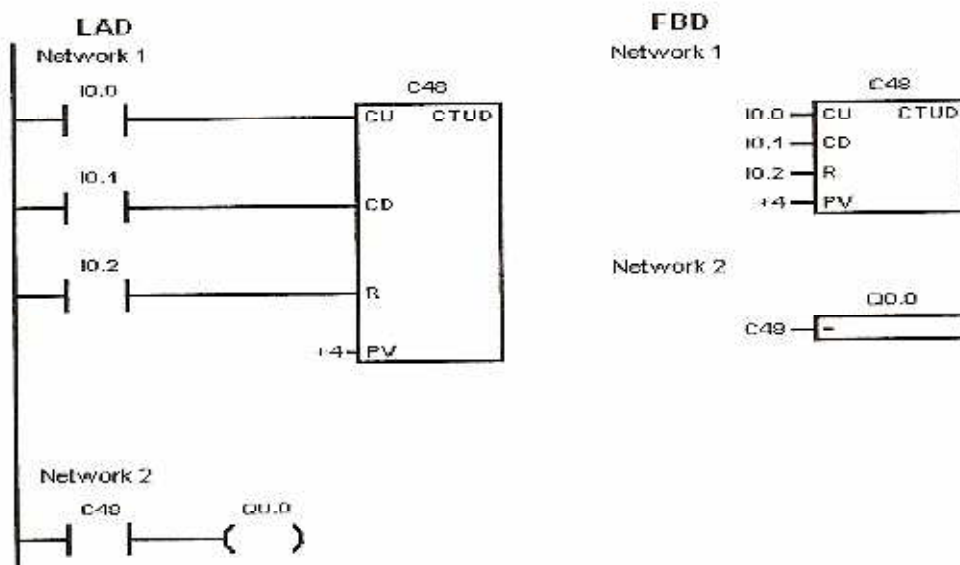 LAD
Network 1
I0.0
C48
CU CTUD
I0.1
CD
I0.2
R
+4 PV
Network 2
C48 Q0.0
FBD
Network 1
C48
I0.0 CU CTUD
I0.1 CD
I0.2 R
+4 PV
Network 2
Q0.0
C48 =